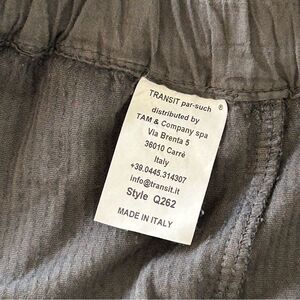 TRANSIT par-such ®
distributed by
TAM & Company spa
Via Brenta 5
36010 Carrè
Italy
+39.0445.314307
info@transit.it
Style Q262
MADE IN ITALY